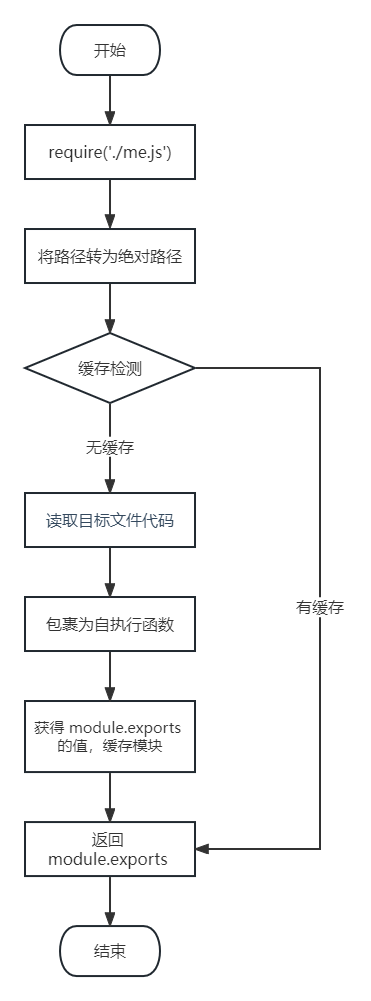 开始
require('./me.js')
将路径转为绝对路径
缓存检测
无缓存
读取目标文件代码
有缓存
包裹为自执行函数
获得 module.exports
的值，缓存模块
返回
module.exports
结束